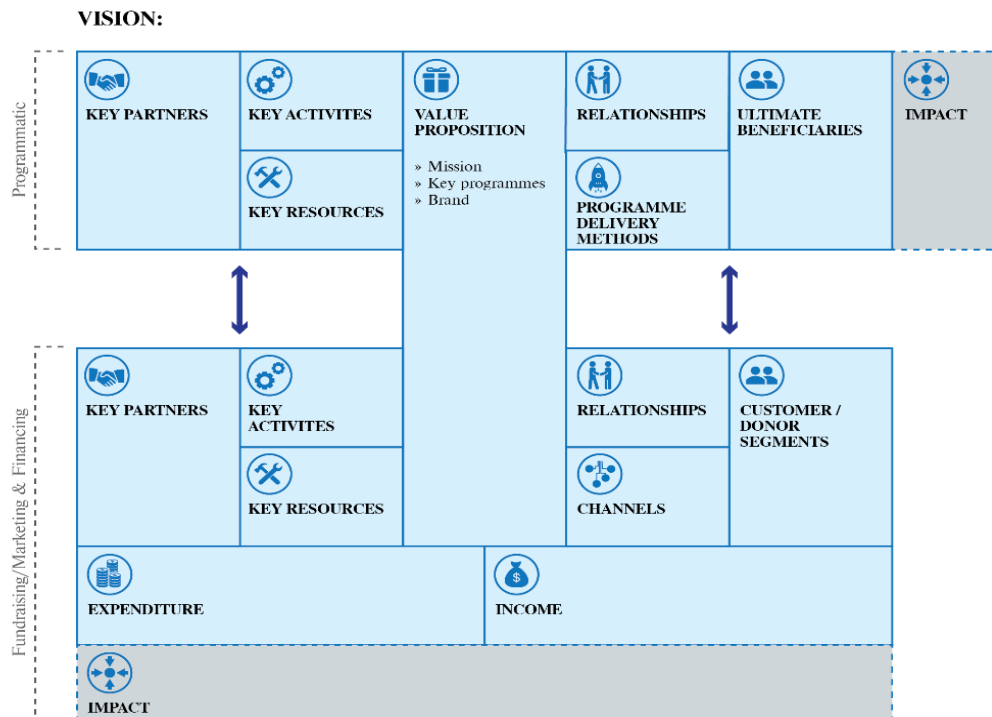 VISION:
Programmatic
KEY PARTNERS
KEY ACTIVITES
KEY RESOURCES
VALUE
PROPOSITION
» Mission
» Key programmes
» Brand
RELATIONSHIPS
PROGRAMME
DELIVERY
METHODS
ULTIMATE
BENEFICIARIES
IMPACT
Fundraising/Marketing & Financing
KEY PARTNERS
KEY
ACTIVITES
KEY RESOURCES
RELATIONSHIPS
CHANNELS
CUSTOMER /
DONOR
SEGMENTS
EXPENDITURE
$
INCOME
IMPACT